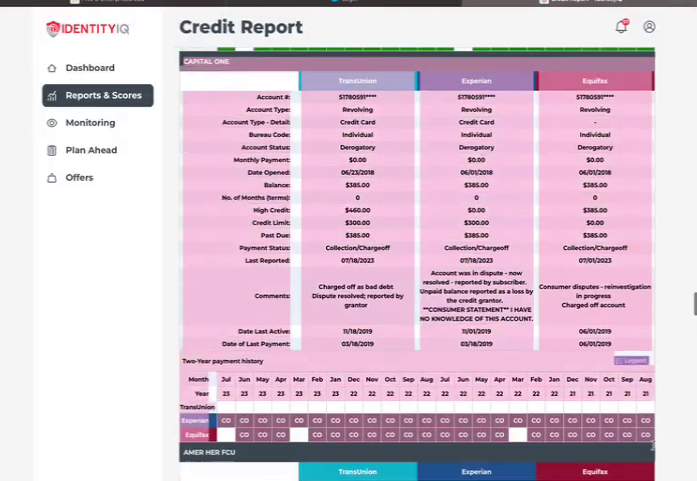 IDENTITYIQ
Credit Report
Dashboard
Reports & Scores
Monitoring
Plan Ahead
Offers
CAPITAL ONE
TransUnion Experian Equifax
Account #: 51780591**** 51780591**** 51780591****
Account Type: Revolving Revolving Revolving
Account Type - Detail: Credit Card Credit Card -
Bureau Code: Individual Individual Individual
Account Status: Derogatory Derogatory Derogatory
Monthly Payment: $0.00 $0.00 $0.00
Date Opened: 06/23/2018 06/01/2018 06/01/2018
Balance: $385.00 $385.00 $385.00
No. of Months (terms): 0 0 0
High Credit: $460.00 $0.00 $0.00
Credit Limit: $300.00 $300.00 $0.00
Past Due: $385.00 $385.00 $385.00
Payment Status: Collection/Chargeoff Collection/Chargeoff Collection/Chargeoff
Last Reported: 07/18/2023 07/18/2023 07/01/2023
Comments:
Charged off as bad debt
Dispute resolved; reported by
grantor
Account was in dispute - now
resolved - reported by subscriber.
Unpaid balance reported as a loss by
the credit grantor.
**CONSUMER STATEMENT** I HAVE
NO KNOWLEDGE OF THIS ACCOUNT.
Consumer disputes - reinvestigation
in progress
Charged off account
Date Last Active: 11/18/2019 11/01/2019 06/01/2019
Date of Last Payment: 03/18/2019 03/18/2019 06/01/2019
Two-Year payment history Legend
Month Jul Jun May Apr Mar Feb Jan Dec Nov Oct Sep Aug Jul Jun May Apr Mar Feb Jan Dec Nov Oct Sep Aug
Year 23 23 23 23 23 23 23 22 22 22 22 22 22 22 22 22 22 22 22 21 21 21 21 21
TransUnion
Experian CO CO CO CO CO CO CO CO CO CO CO CO CO CO CO CO CO CO CO CO CO CO CO CO
Equifax CO CO CO CO CO CO CO CO CO CO CO CO CO CO CO CO CO CO CO CO CO
AMER HER FCU
TransUnion Experian Equifax